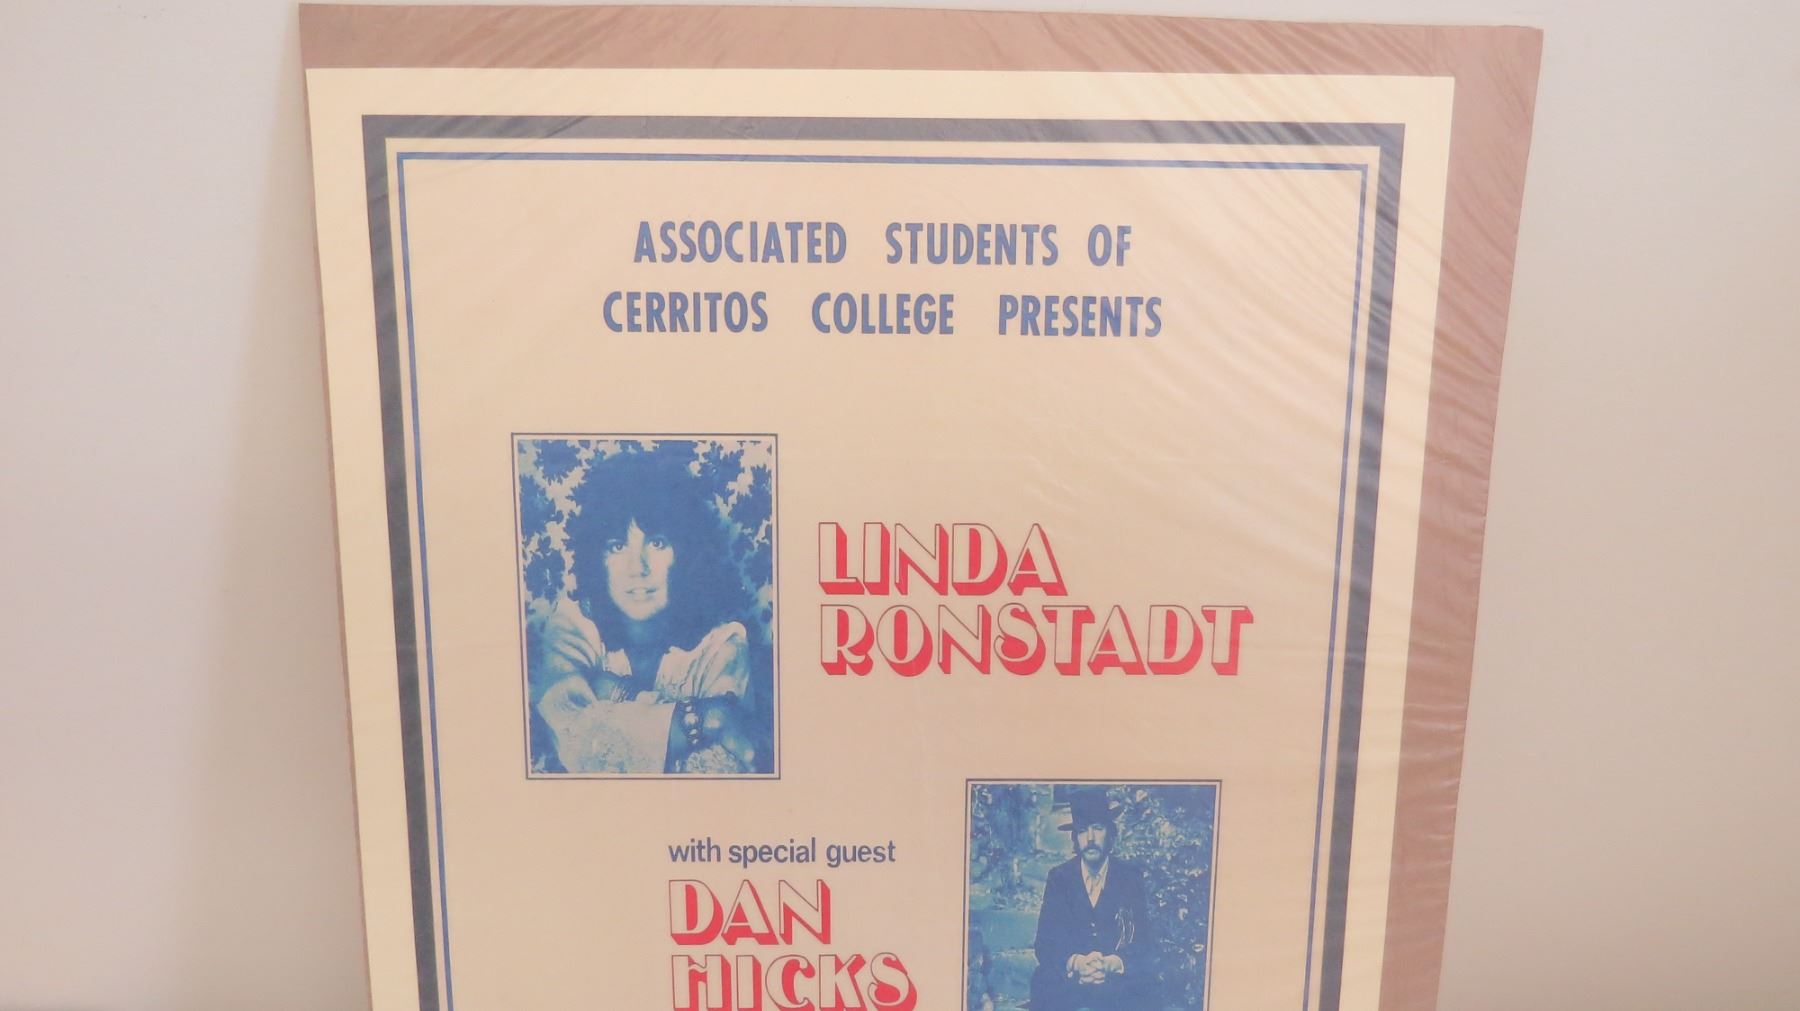 ASSOCIATED STUDENTS OF
CERRITOS COLLEGE PRESENTS
LINDA
RONSTADT
with special guest
DAN
HICKS